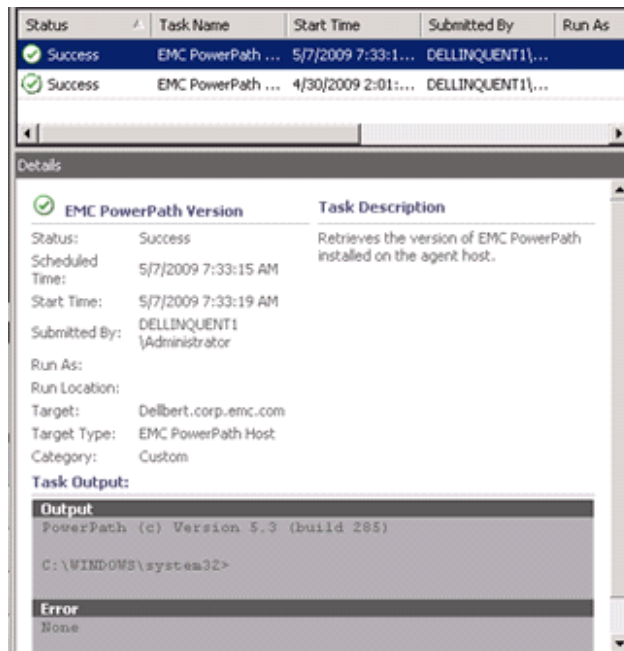 Status Task Name Start Time Submitted By Run As
Success EMC PowerPath ... 5/7/2009 7:33:1... DELLINQUENT1\...
Success EMC PowerPath ... 4/30/2009 2:01:... DELLINQUENT1\...
Details
EMC PowerPath Version
Status: Success
Scheduled Time: 5/7/2009 7:33:15 AM
Start Time: 5/7/2009 7:33:19 AM
Submitted By: DELLINQUENT1
\Administrator
Run As:
Run Location:
Target: Dellbert.corp.emc.com
Target Type: EMC PowerPath Host
Category: Custom
Task Description
Retrieves the version of EMC PowerPath
installed on the agent host.
Task Output:
Output
PowerPath (c) Version 5.3 (build 285)
C:\WINDOWS\system32>
Error
None